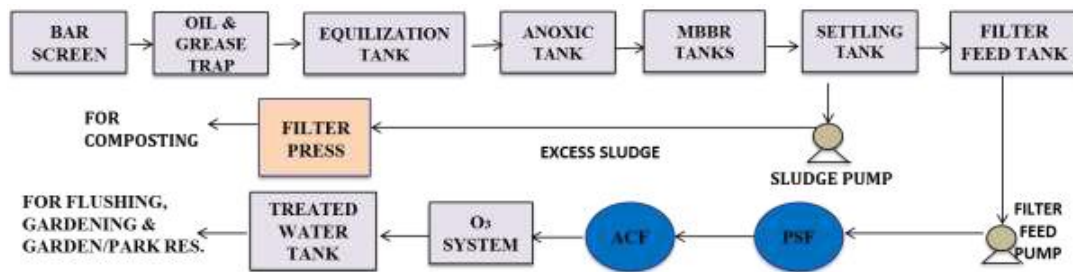 BAR
SCREEN
OIL &
GREASE
TRAP
EQUILIZATION
TANK
ANOXIC
TANK
MBBR
TANKS
SETTLING
TANK
FILTER
FEED TANK
FOR
COMPOSTING
FILTER
PRESS
EXCESS SLUDGE
SLUDGE PUMP
FOR FLUSHING,
GARDENING &
GARDEN/PARK RES.
TREATED
WATER
TANK
O₃
SYSTEM
ACF
PSF
FILTER
FEED
PUMP